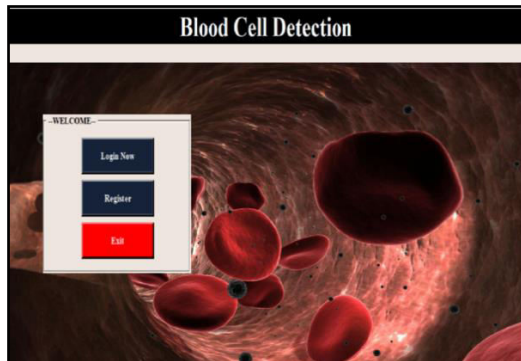 Blood Cell Detection
--WELCOME--
Login Now
Register
Exit